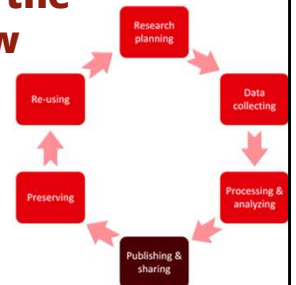 the
w
Research
planning
Re-using
Data
collecting
Preserving
Processing &
analyzing
Publishing &
sharing